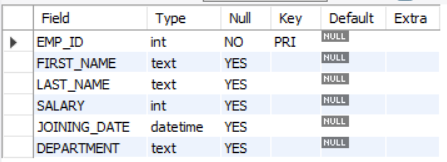 Field Type Null Key Default Extra
EMP_ID int NO PRI NULL
FIRST_NAME text YES NULL
LAST_NAME text YES NULL
SALARY int YES NULL
JOINING_DATE datetime YES NULL
DEPARTMENT text YES NULL